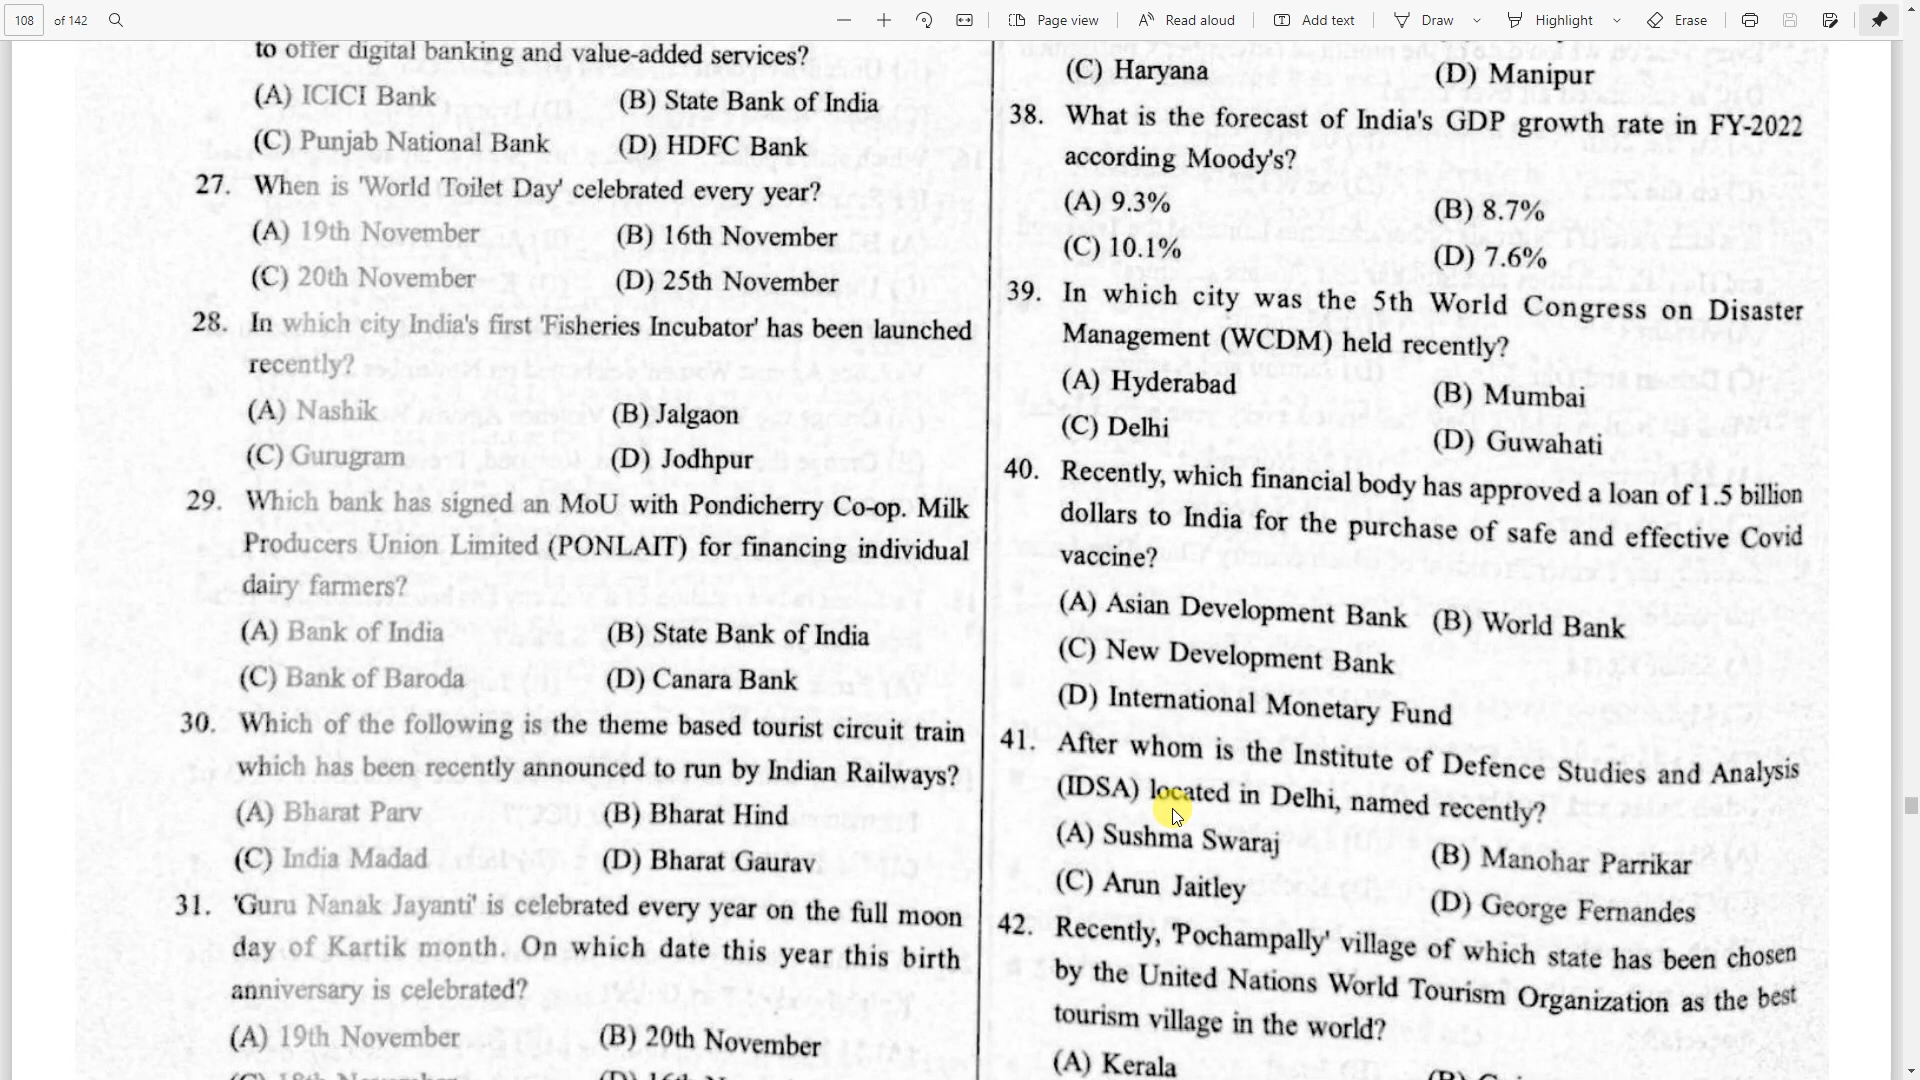 108 of 142
Page view
Read aloud
Add text
Draw
Highlight
Erase
to offer digital banking and value-added services?
(A) ICICI Bank (B) State Bank of India
(C) Punjab National Bank (D) HDFC Bank
27. When is 'World Toilet Day' celebrated every year?
(A) 19th November (B) 16th November
(C) 20th November (D) 25th November
28. In which city India's first 'Fisheries Incubator' has been launched
recently?
(A) Nashik (B) Jalgaon
(C) Gurugram (D) Jodhpur
29. Which bank has signed an MoU with Pondicherry Co-op. Milk
Producers Union Limited (PONLAIT) for financing individual
dairy farmers?
(A) Bank of India (B) State Bank of India
(C) Bank of Baroda (D) Canara Bank
30. Which of the following is the theme based tourist circuit train
which has been recently announced to run by Indian Railways?
(A) Bharat Parv (B) Bharat Hind
(C) India Madad (D) Bharat Gaurav
31. 'Guru Nanak Jayanti' is celebrated every year on the full moon
day of Kartik month. On which date this year this birth
anniversary is celebrated?
(A) 19th November (B) 20th November
(C) Haryana (D) Manipur
38. What is the forecast of India's GDP growth rate in FY-2022
according Moody's?
(A) 9.3% (B) 8.7%
(C) 10.1% (D) 7.6%
39. In which city was the 5th World Congress on Disaster
Management (WCDM) held recently?
(A) Hyderabad (B) Mumbai
(C) Delhi (D) Guwahati
40. Recently, which financial body has approved a loan of 1.5 billion
dollars to India for the purchase of safe and effective Covid
vaccine?
(A) Asian Development Bank (B) World Bank
(C) New Development Bank
(D) International Monetary Fund
41. After whom is the Institute of Defence Studies and Analysis
(IDSA) located in Delhi, named recently?
(A) Sushma Swaraj (B) Manohar Parrikar
(C) Arun Jaitley (D) George Fernandes
42. Recently, 'Pochampally' village of which state has been chosen
by the United Nations World Tourism Organization as the best
tourism village in the world?
(A) Kerala